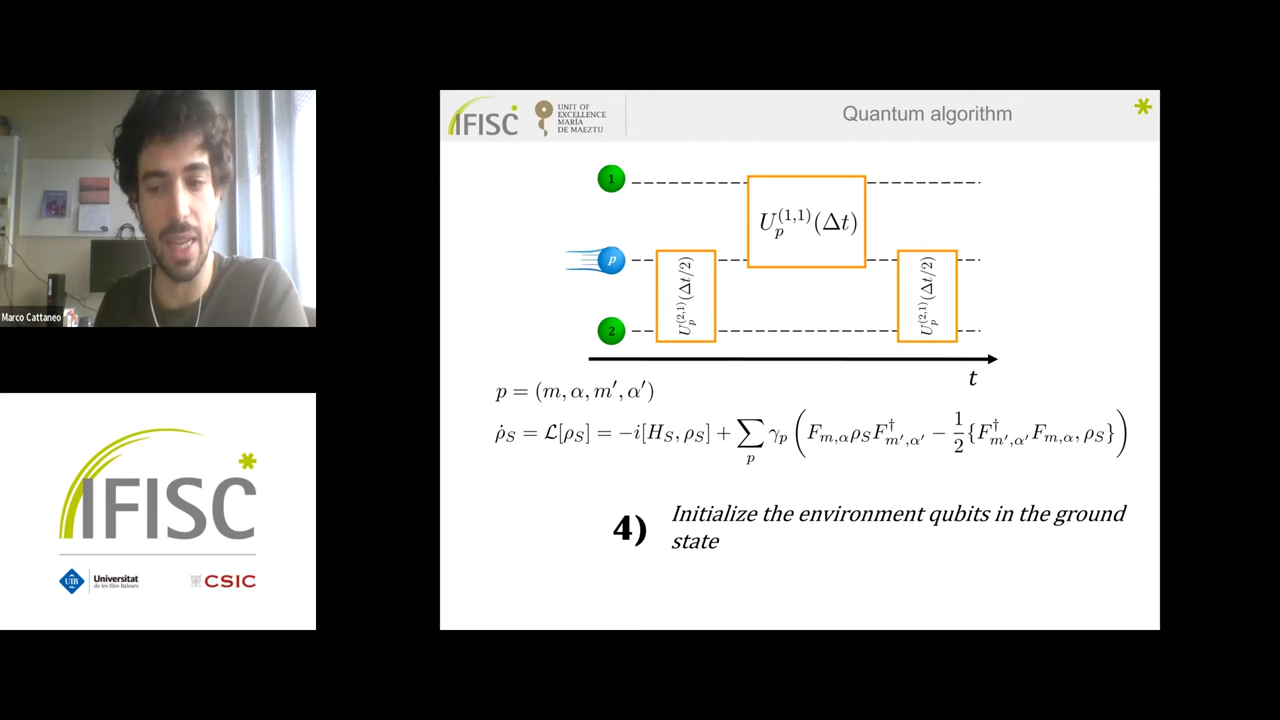 IFISC
UNIT OF
EXCELLENCE
MARÍA
DE MAEZTU
Quantum algorithm
1
U_p^{(1,1)}(Δt)
p
U_p^{(2,1)}(Δt/2)
U_p^{(2,1)}(Δt/2)
2
t
p = (m, α, m′, α′)
ρ̇_S = ℒ[ρ_S] = −i[H_S, ρ_S] + ∑_p γ_p ( F_{m,α} ρ_S F†_{m′,α′} − 1/2 {F†_{m′,α′} F_{m,α}, ρ_S} )
4) Initialize the environment qubits in the ground
state
Marco Cattaneo
IFISC
UIB
Universitat
de les Illes Balears
CSIC